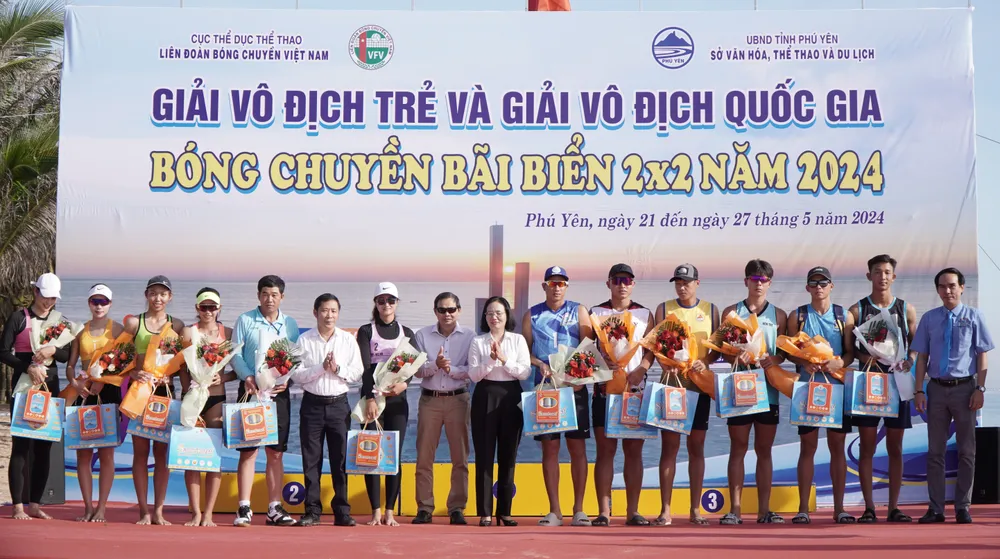 CỤC THỂ DỤC THỂ THAO
LIÊN ĐOÀN BÓNG CHUYỀN VIỆT NAM
VFV
PHÚ YÊN
UBND TỈNH PHÚ YÊN
SỞ VĂN HÓA, THỂ THAO VÀ DU LỊCH
GIẢI VÔ ĐỊCH TRẺ VÀ GIẢI VÔ ĐỊCH QUỐC GIA
BÓNG CHUYỀN BÃI BIỂN 2x2 NĂM 2024
Phú Yên, ngày 21 đến ngày 27 tháng 5 năm 2024
2
3